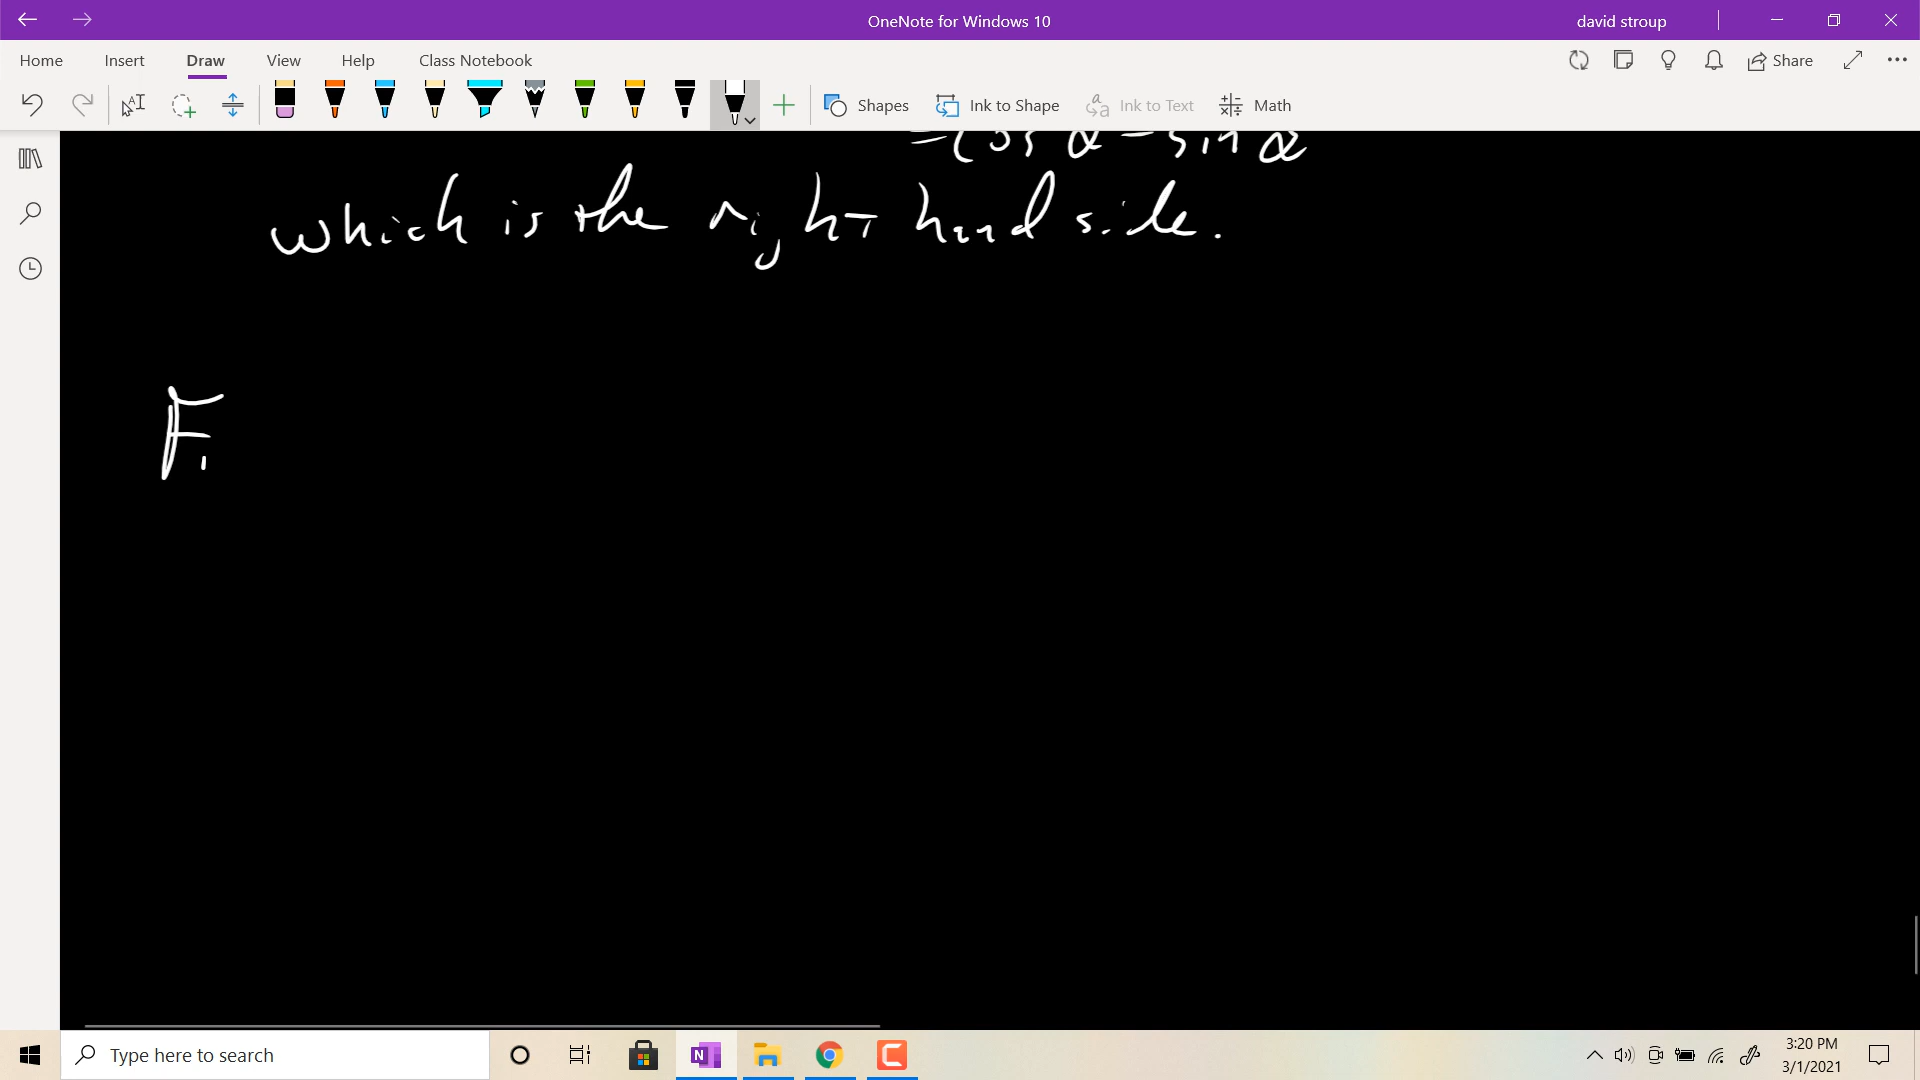 OneNote for Windows 10
david stroup
Home Insert Draw View Help Class Notebook
Share
Shapes Ink to Shape Ink to Text Math
= cos α - sin α
which is the right hand side.
Fi
Type here to search
3:20 PM
3/1/2021